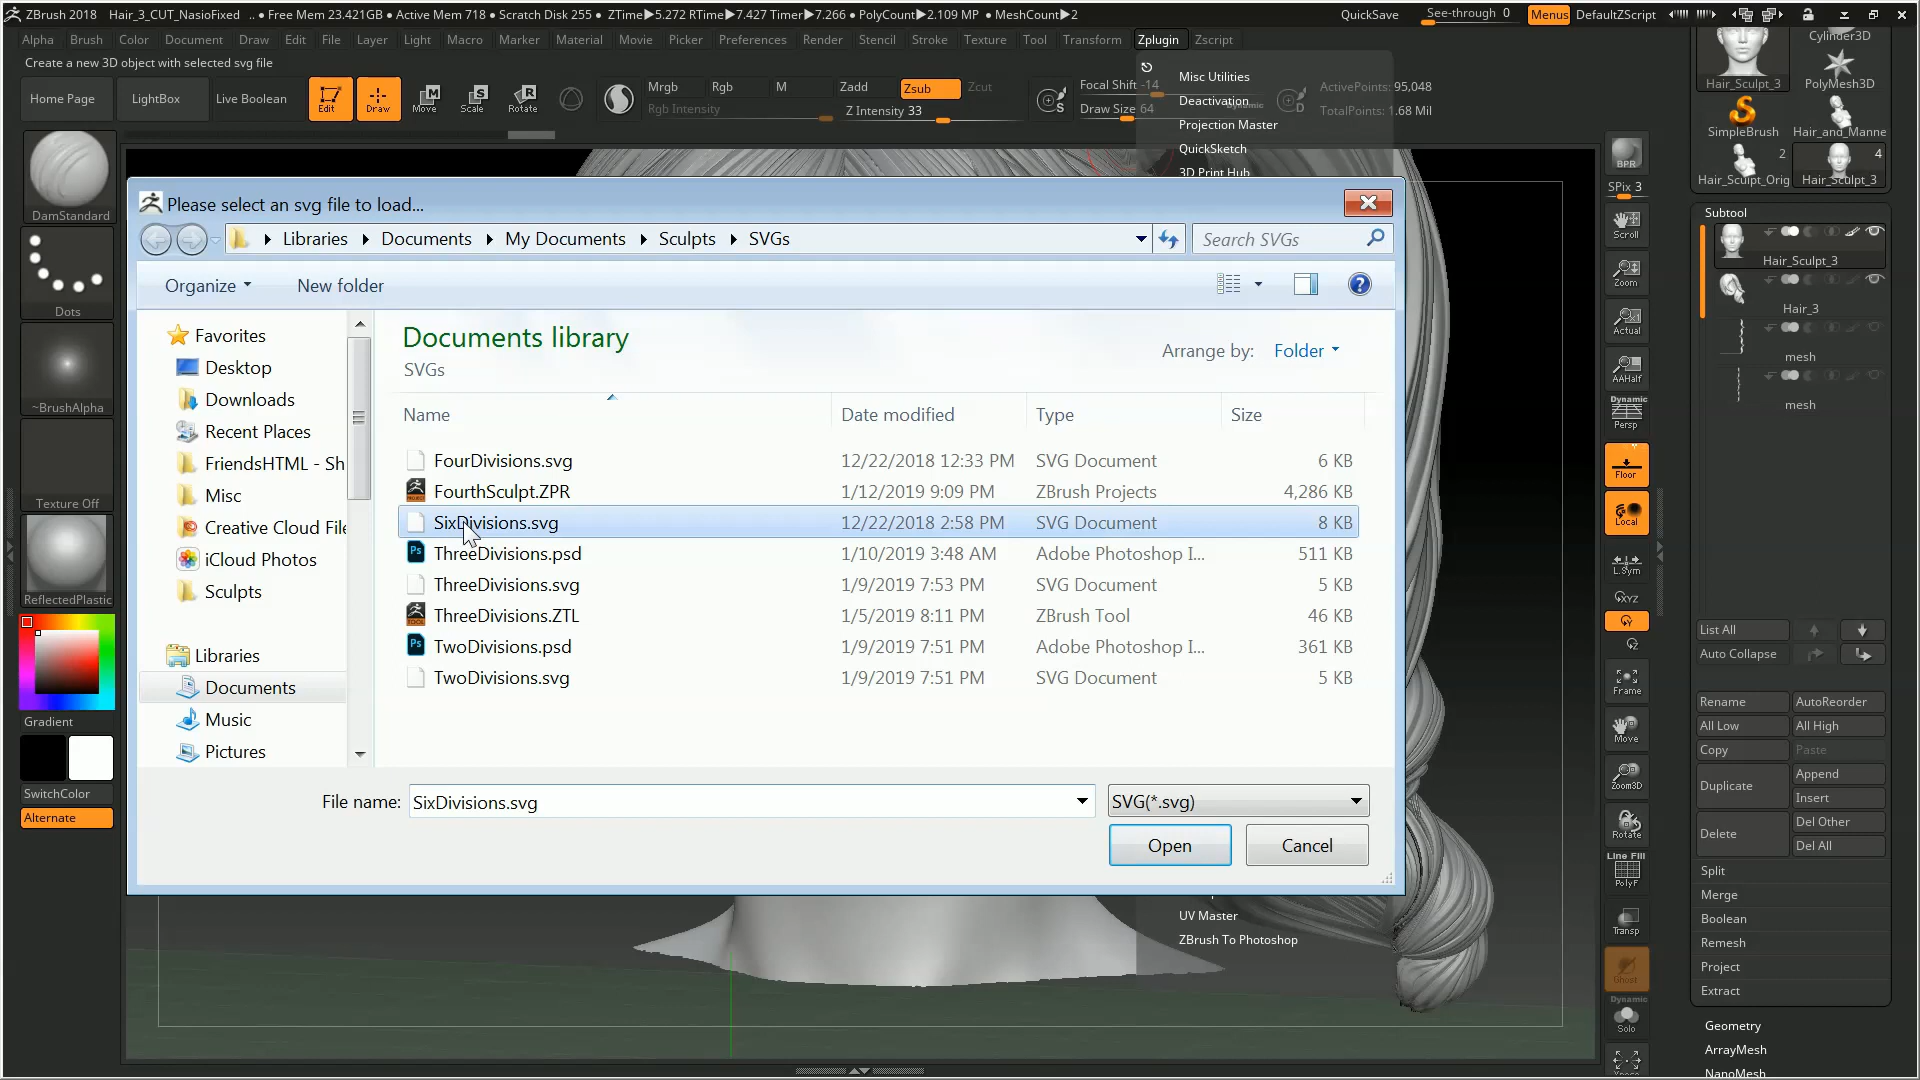 ZBrush 2018 Hair_3_CUT_NasioFixed .. • Free Mem 23.421GB • Active Mem 718 • Scratch Disk 255 • ZTime▶5.272 RTime▶7.427 Timer▶7.266 • PolyCount▶2.109 MP • MeshCount▶2 QuickSave See-through 0 Menus DefaultZScript
Alpha Brush Color Document Draw Edit File Layer Light Macro Marker Material Movie Picker Preferences Render Stencil Stroke Texture Tool Transform Zplugin Zscript
Create a new 3D object with selected svg file
Home Page LightBox Live Boolean Edit Draw Move Scale Rotate
Mrgb Rgb M Zadd Zsub Zcut
Rgb Intensity Z Intensity 33
Focal Shift -14
Draw Size 64 Dynamic
ActivePoints: 95,048
TotalPoints: 1.68 Mil
Misc Utilities
Deactivation
Projection Master
QuickSketch
3D Print Hub
DamStandard
Dots
~BrushAlpha
Texture Off
ReflectedPlastic
Gradient
SwitchColor
Alternate
Please select an svg file to load...
Libraries Documents My Documents Sculpts SVGs
Search SVGs
Organize New folder
Favorites
Desktop
Downloads
Recent Places
FriendsHTML - Sh
Misc
Creative Cloud File
iCloud Photos
Sculpts
Libraries
Documents
Music
Pictures
Documents library
SVGs
Arrange by: Folder
Name Date modified Type Size
FourDivisions.svg 12/22/2018 12:33 PM SVG Document 6 KB
FourthSculpt.ZPR 1/12/2019 9:09 PM ZBrush Projects 4,286 KB
SixDivisions.svg 12/22/2018 2:58 PM SVG Document 8 KB
ThreeDivisions.psd 1/10/2019 3:48 AM Adobe Photoshop I... 511 KB
ThreeDivisions.svg 1/9/2019 7:53 PM SVG Document 5 KB
ThreeDivisions.ZTL 1/5/2019 8:11 PM ZBrush Tool 46 KB
TwoDivisions.psd 1/9/2019 7:51 PM Adobe Photoshop I... 361 KB
TwoDivisions.svg 1/9/2019 7:51 PM SVG Document 5 KB
File name: SixDivisions.svg SVG(*.svg)
Open Cancel
UV Master
ZBrush To Photoshop
BPR
SPix 3
Scroll
Zoom
Actual
AAHalf
Dynamic
Persp
Floor
Local
L.Sym
XYZ
Y
Z
Frame
Move
Zoom3D
Rotate
Line Fill
PolyF
Transp
Ghost
Dynamic
Solo
Xpose
Hair_Sculpt_3 Cylinder3D
PolyMesh3D
SimpleBrush Hair_and_Manne
2 4
Hair_Sculpt_Orig Hair_Sculpt_3
Subtool
Hair_Sculpt_3
Hair_3
mesh
mesh
List All
Auto Collapse
Rename AutoReorder
All Low All High
Copy Paste
Duplicate Append
Insert
Delete Del Other
Del All
Split
Merge
Boolean
Remesh
Project
Extract
Geometry
ArrayMesh
NanoMesh